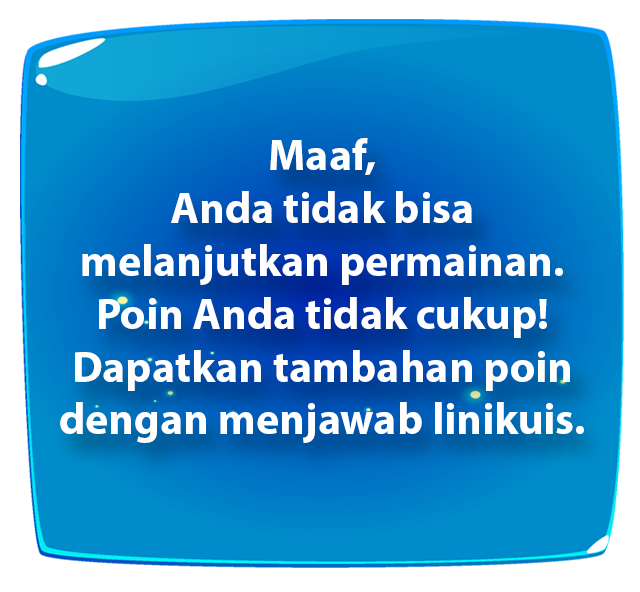 Maaf,
Anda tidak bisa
melanjutkan permainan.
Poin Anda tidak cukup!
Dapatkan tambahan poin
dengan menjawab linikuis.